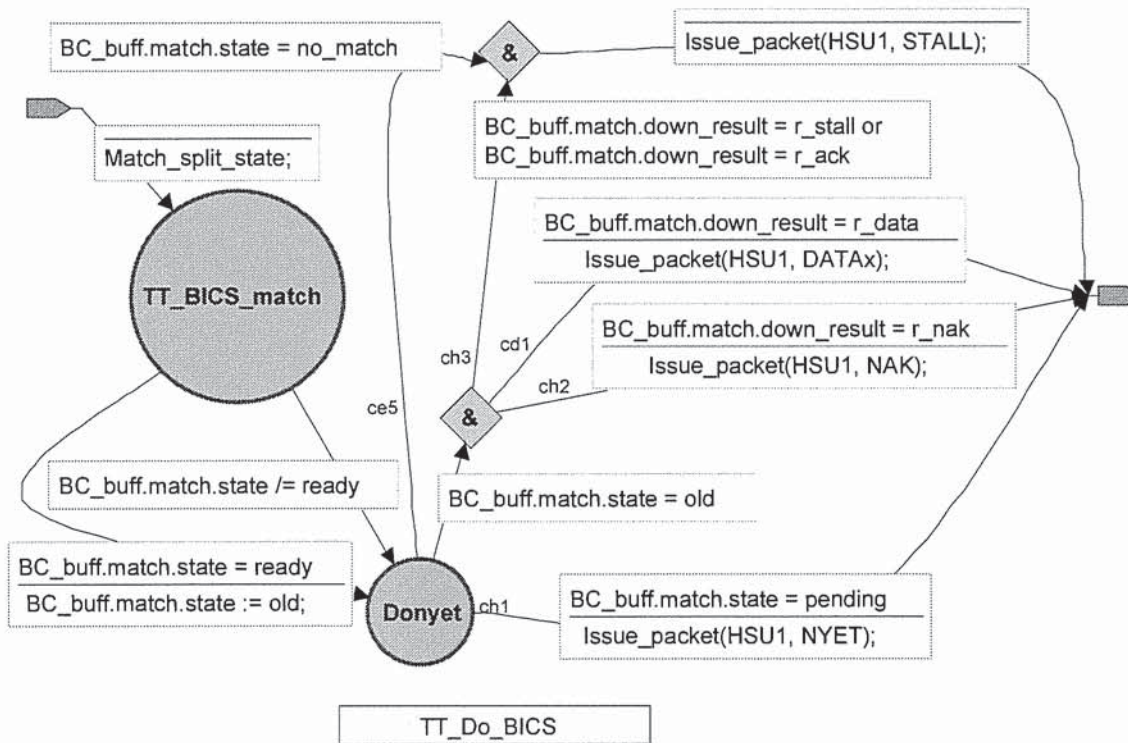 BC_buff.match.state = no_match
&
Issue_packet(HSU1, STALL);
Match_split_state;
BC_buff.match.down_result = r_stall or
BC_buff.match.down_result = r_ack
TT_BICS_match
BC_buff.match.down_result = r_data
Issue_packet(HSU1, DATAx);
BC_buff.match.down_result = r_nak
Issue_packet(HSU1, NAK);
ch3
cd1
ch2
ce5
&
BC_buff.match.state /= ready
BC_buff.match.state = old
BC_buff.match.state = ready
BC_buff.match.state := old;
Donyet
ch1
BC_buff.match.state = pending
Issue_packet(HSU1, NYET);
TT_Do_BICS